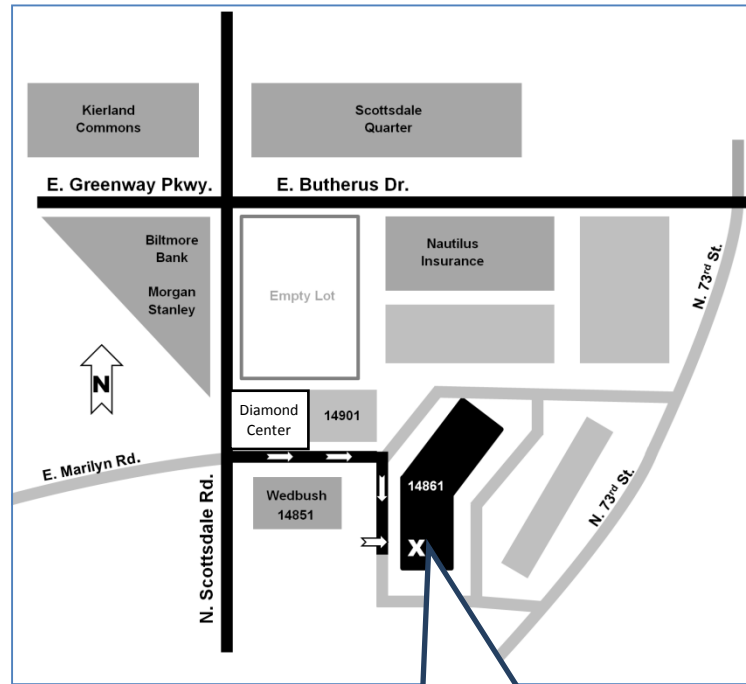 Kierland
Commons
Scottsdale
Quarter
E. Greenway Pkwy.
E. Butherus Dr.
Biltmore
Bank
Morgan
Stanley
Empty Lot
Nautilus
Insurance
N. 73rd St.
N
Diamond
Center
14901
E. Marilyn Rd.
Wedbush
14851
14861
X
N. 73rd St.
N. Scottsdale Rd.